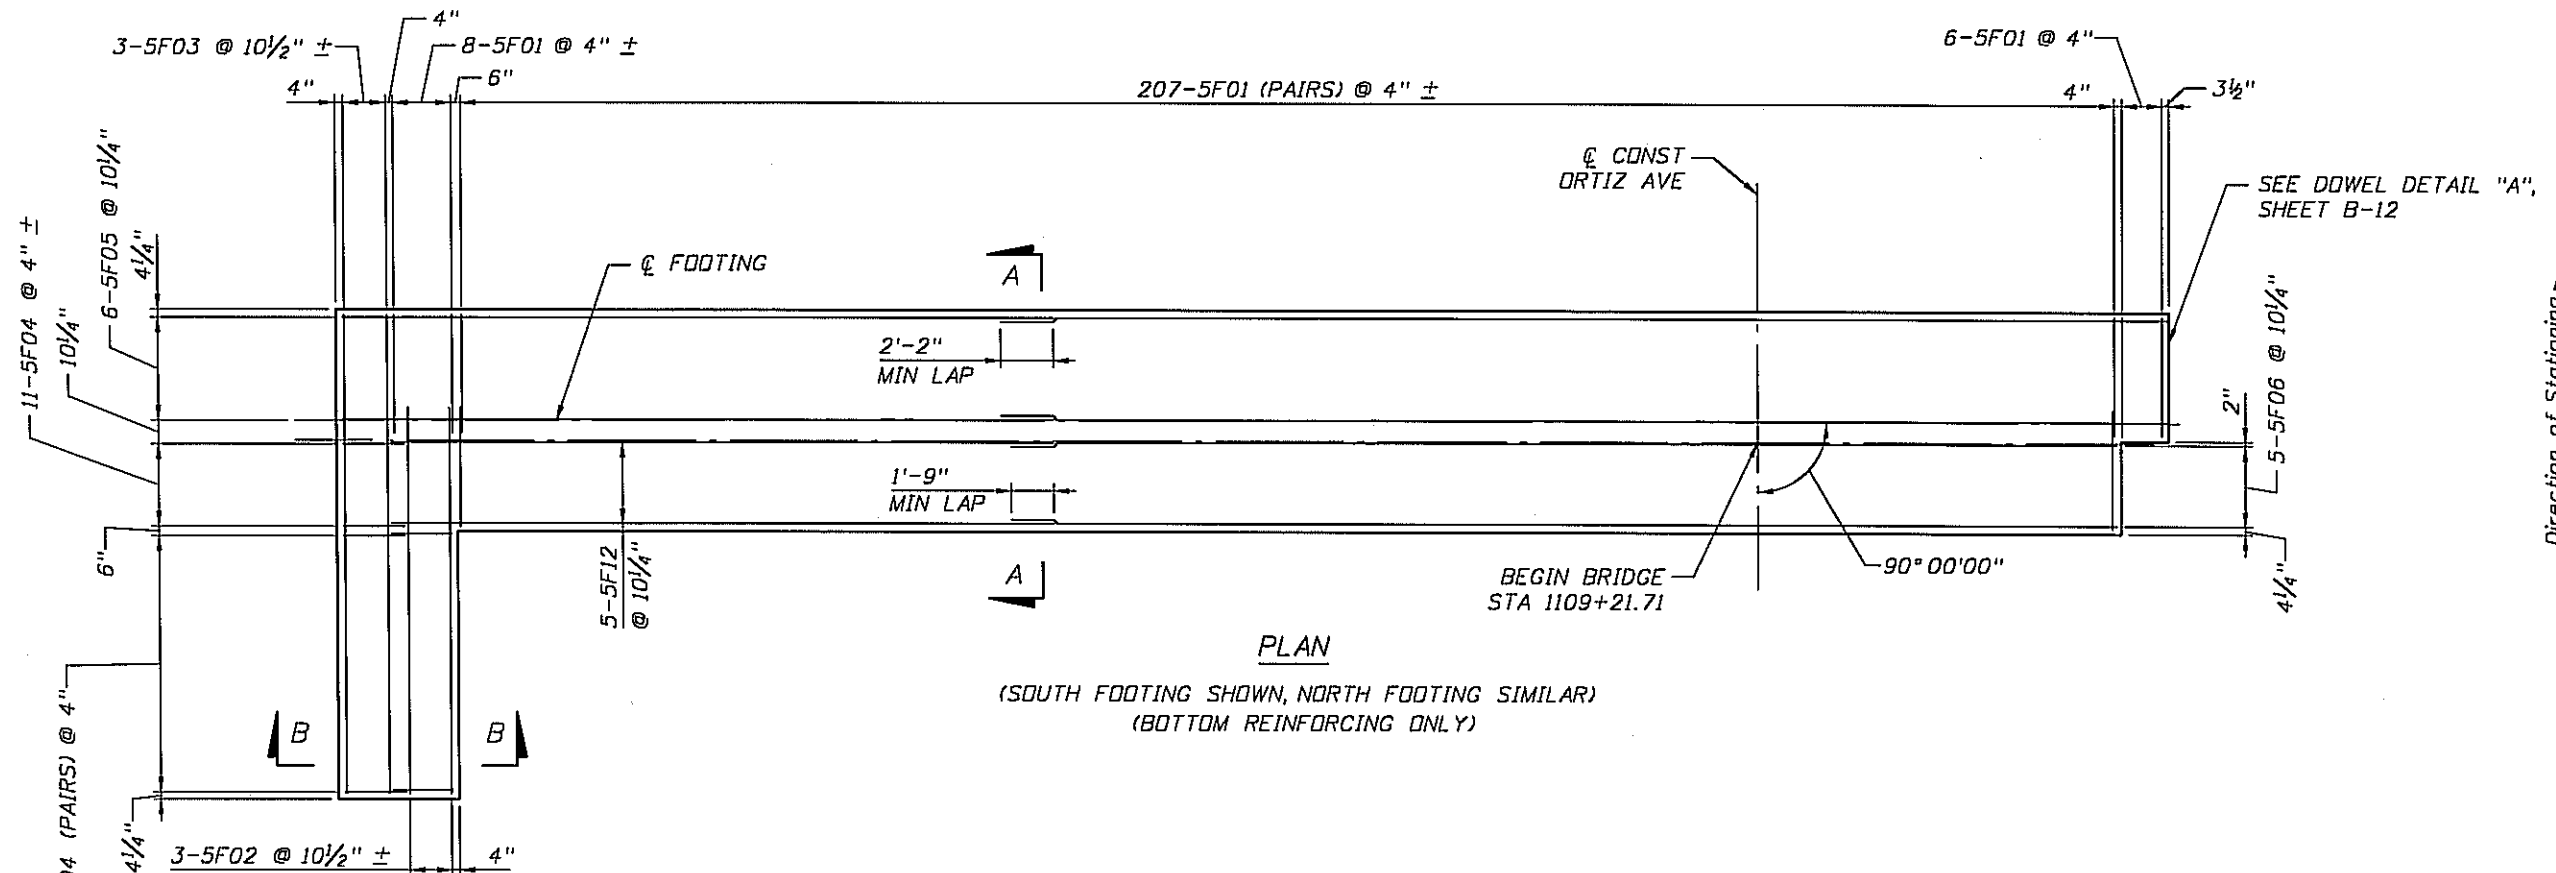 4"
3-5F03 @ 10½" ±
8-5F01 @ 4" ±
6"
4"
207-5F01 (PAIRS) @ 4" ±
6-5F01 @ 4"
4"
3½"
℄ CONST
ORTIZ AVE
SEE DOWEL DETAIL "A",
SHEET B-12
11-5F04 @ 4" ±
10¼"
6-5F05 @ 10¼"
4¼"
℄ FOOTING
A
2'-2"
MIN LAP
1'-9"
MIN LAP
2"
5-5F06 @ 10¼"
4¼"
Direction of Stationing
6"
5-5F12
@ 10¼"
A
BEGIN BRIDGE
STA 1109+21.71
90°00'00"
PLAN
(SOUTH FOOTING SHOWN, NORTH FOOTING SIMILAR)
(BOTTOM REINFORCING ONLY)
B
B
04 (PAIRS) @ 4"
4¼"
3-5F02 @ 10½" ±
4"